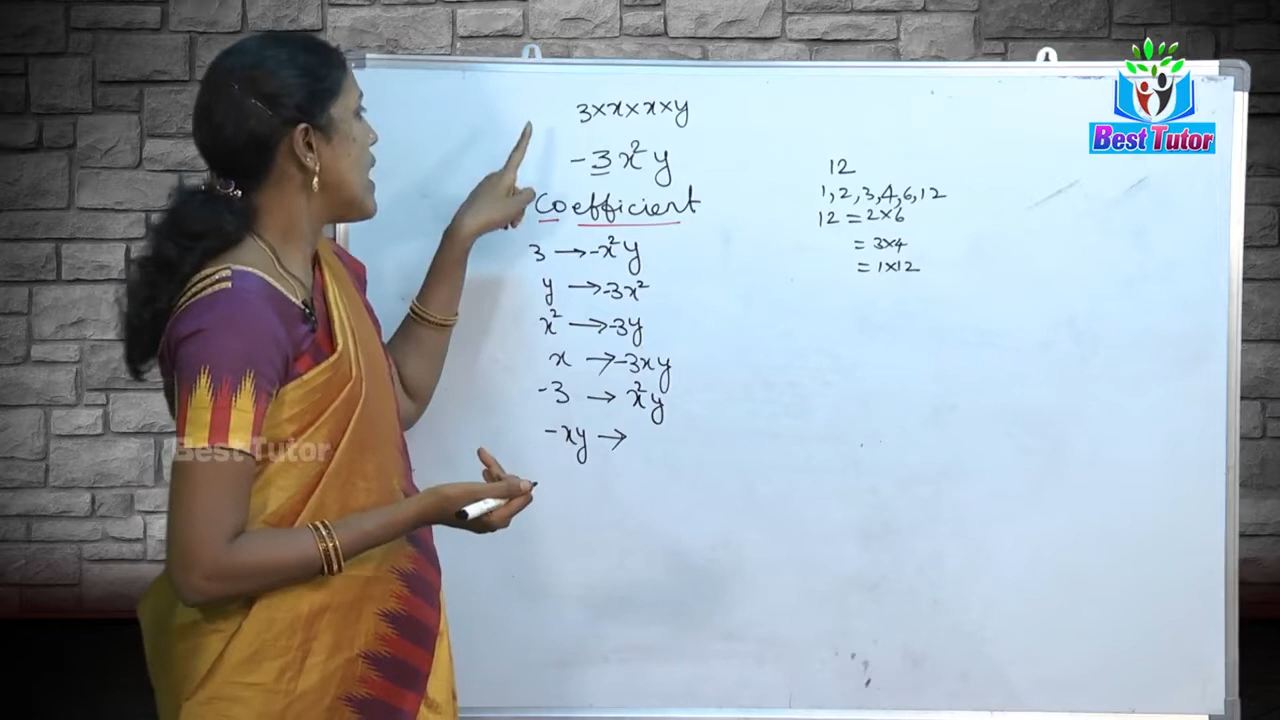 3×x×x×y
-3x²y
Coefficient
3 → -x²y
y → -3x²
x² → -3y
x → -3xy
-3 → x²y
-xy →
12
1,2,3,4,6,12
12 = 2×6
= 3×4
= 1×12
Best Tutor
Best Tutor